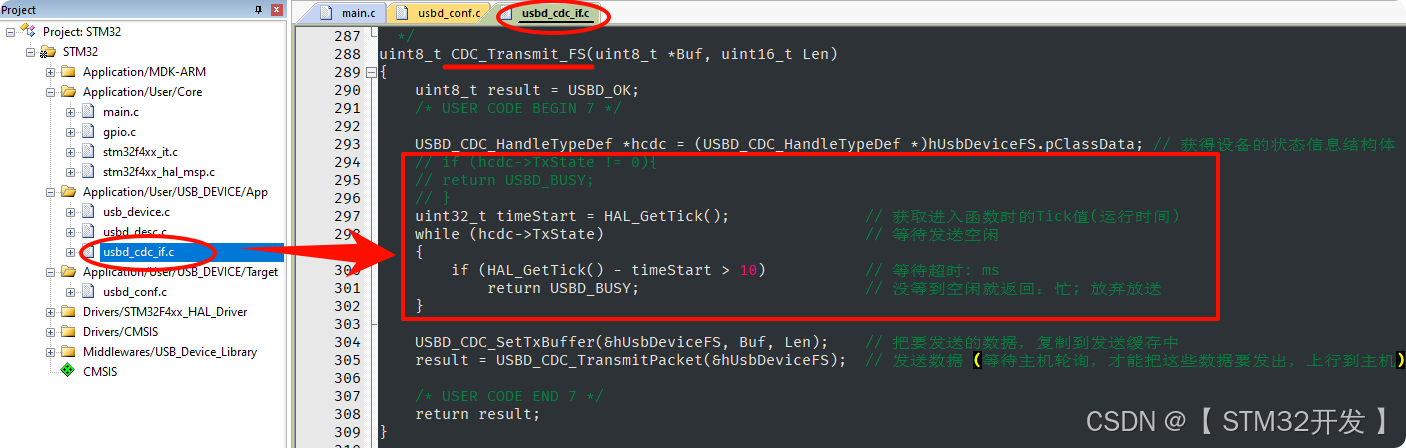 Project
Project: STM32
STM32
Application/MDK-ARM
Application/User/Core
main.c
gpio.c
stm32f4xx_it.c
stm32f4xx_hal_msp.c
Application/User/USB_DEVICE/App
usb_device.c
usbd_desc.c
usbd_cdc_if.c
Application/User/USB_DEVICE/Target
usbd_conf.c
Drivers/STM32F4xx_HAL_Driver
Drivers/CMSIS
Middlewares/USB_Device_Library
CMSIS
main.c usbd_conf.c usbd_cdc_if.c
287 */
288 uint8_t CDC_Transmit_FS(uint8_t *Buf, uint16_t Len)
289 {
290 uint8_t result = USBD_OK;
291 /* USER CODE BEGIN 7 */
292
293 USBD_CDC_HandleTypeDef *hcdc = (USBD_CDC_HandleTypeDef *)hUsbDeviceFS.pClassData; // 获得设备的状态信息结构体
294 // if (hcdc->TxState != 0){
295 // return USBD_BUSY;
296 // }
297 uint32_t timeStart = HAL_GetTick(); // 获取进入函数时的Tick值(运行时间)
298 while (hcdc->TxState) // 等待发送空闲
{
300 if (HAL_GetTick() - timeStart > 10) // 等待超时: ms
301 return USBD_BUSY; // 没等到空闲就返回: 忙; 放弃放送
302 }
303
304 USBD_CDC_SetTxBuffer(&hUsbDeviceFS, Buf, Len); // 把要发送的数据，复制到发送缓存中
305 result = USBD_CDC_TransmitPacket(&hUsbDeviceFS); // 发送数据 (等待主机轮询，才能把这些数据要发出，上行到主机)
306
307 /* USER CODE END 7 */
308 return result;
309 }
CSDN @【 STM32开发 】